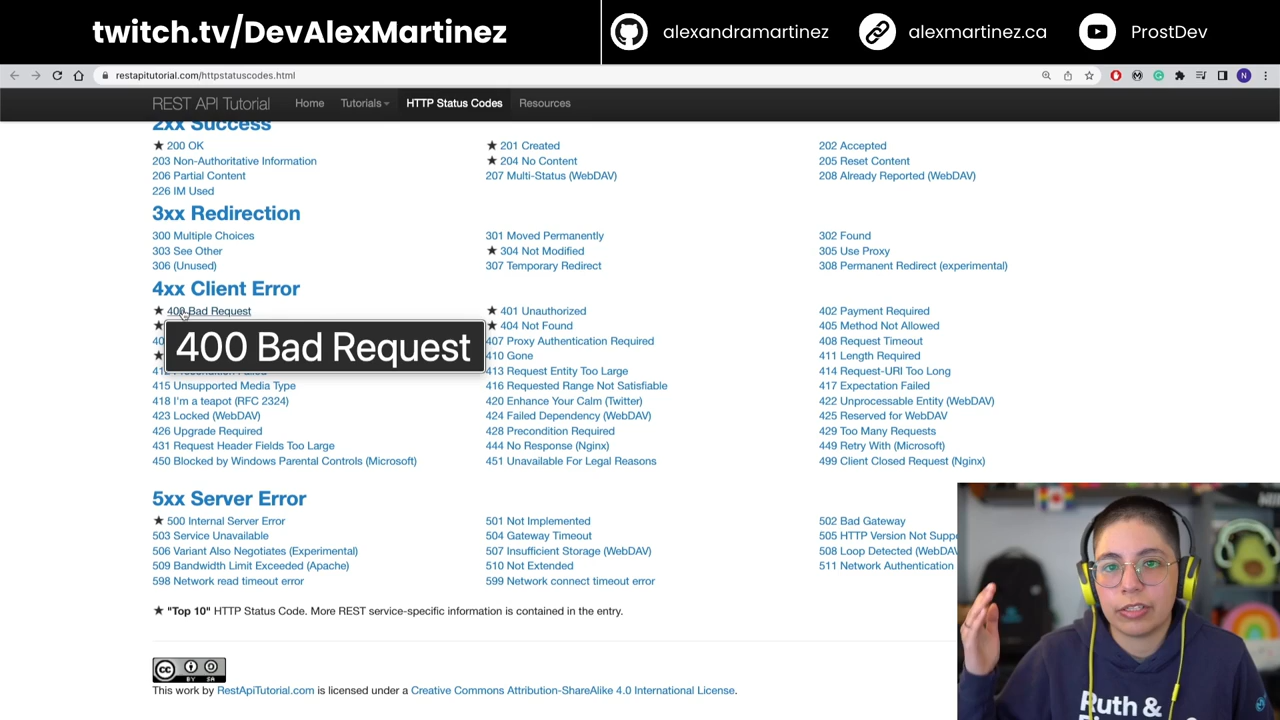 twitch.tv/DevAlexMartinez
alexandramartinez
alexmartinez.ca
ProstDev
restapitutorial.com/httpstatuscodes.html
N
REST API Tutorial Home Tutorials HTTP Status Codes Resources
2xx Success
★ 200 OK ★ 201 Created 202 Accepted
203 Non-Authoritative Information ★ 204 No Content 205 Reset Content
206 Partial Content 207 Multi-Status (WebDAV) 208 Already Reported (WebDAV)
226 IM Used
3xx Redirection
300 Multiple Choices 301 Moved Permanently 302 Found
303 See Other ★ 304 Not Modified 305 Use Proxy
306 (Unused) 307 Temporary Redirect 308 Permanent Redirect (experimental)
4xx Client Error
★ 400 Bad Request ★ 401 Unauthorized 402 Payment Required
★ ★ 404 Not Found 405 Method Not Allowed
400 Bad Request
407 Proxy Authentication Required 408 Request Timeout
★ 410 Gone 411 Length Required
413 Request Entity Too Large 414 Request-URI Too Long
415 Unsupported Media Type 416 Requested Range Not Satisfiable 417 Expectation Failed
418 I'm a teapot (RFC 2324) 420 Enhance Your Calm (Twitter) 422 Unprocessable Entity (WebDAV)
423 Locked (WebDAV) 424 Failed Dependency (WebDAV) 425 Reserved for WebDAV
426 Upgrade Required 428 Precondition Required 429 Too Many Requests
431 Request Header Fields Too Large 444 No Response (Nginx) 449 Retry With (Microsoft)
450 Blocked by Windows Parental Controls (Microsoft) 451 Unavailable For Legal Reasons 499 Client Closed Request (Nginx)
5xx Server Error
★ 500 Internal Server Error 501 Not Implemented 502 Bad Gateway
503 Service Unavailable 504 Gateway Timeout 505 HTTP Version Not Suppo
506 Variant Also Negotiates (Experimental) 507 Insufficient Storage (WebDAV) 508 Loop Detected (WebDAV
509 Bandwidth Limit Exceeded (Apache) 510 Not Extended 511 Network Authentication
598 Network read timeout error 599 Network connect timeout error
★ "Top 10" HTTP Status Code. More REST service-specific information is contained in the entry.
cc BY SA
This work by RestApiTutorial.com is licensed under a Creative Commons Attribution-ShareAlike 4.0 International License.
Ruth &